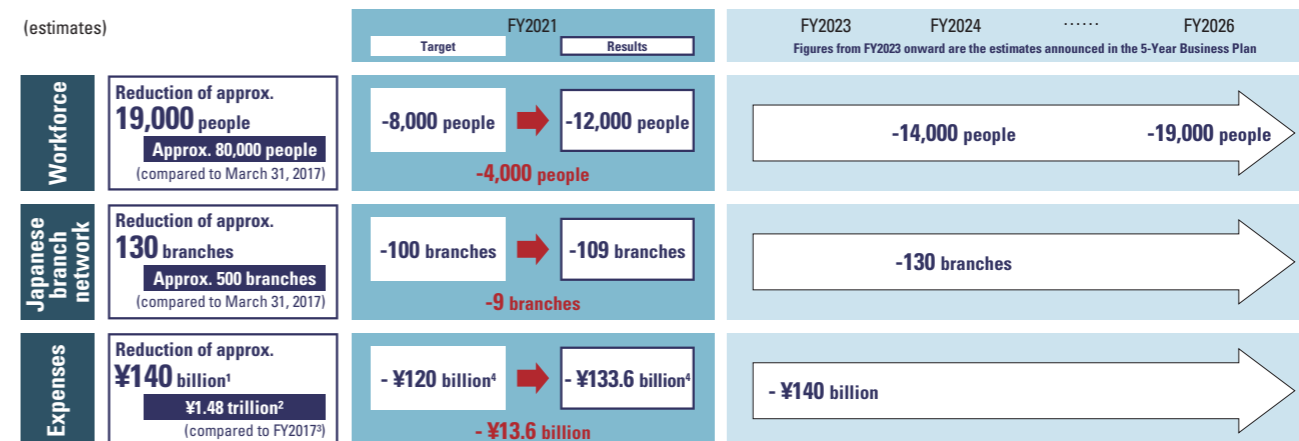 (estimates)
FY2021
Target
Results
FY2023
FY2024
······
FY2026
Figures from FY2023 onward are the estimates announced in the 5-Year Business Plan
Workforce
Reduction of approx.
19,000 people
Approx. 80,000 people
(compared to March 31, 2017)
-8,000 people
-12,000 people
-4,000 people
-14,000 people
-19,000 people
Japanese
branch
network
Reduction of approx.
130 branches
Approx. 500 branches
(compared to March 31, 2017)
-100 branches
-109 branches
-9 branches
-130 branches
Expenses
Reduction of approx.
¥140 billion¹
¥1.48 trillion²
(compared to FY2017³)
- ¥120 billion⁴
- ¥133.6 billion⁴
- ¥13.6 billion
- ¥140 billion